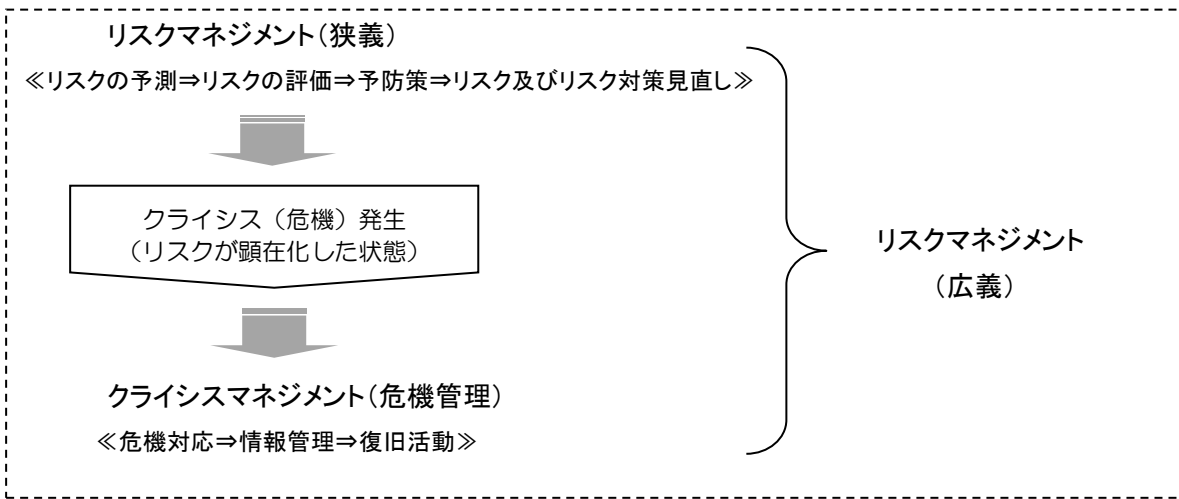 リスクマネジメント（狭義）
≪リスクの予測⇒リスクの評価⇒予防策⇒リスク及びリスク対策見直し≫
クライシス（危機）発生
（リスクが顕在化した状態）
リスクマネジメント
（広義）
クライシスマネジメント（危機管理）
≪危機対応⇒情報管理⇒復旧活動≫